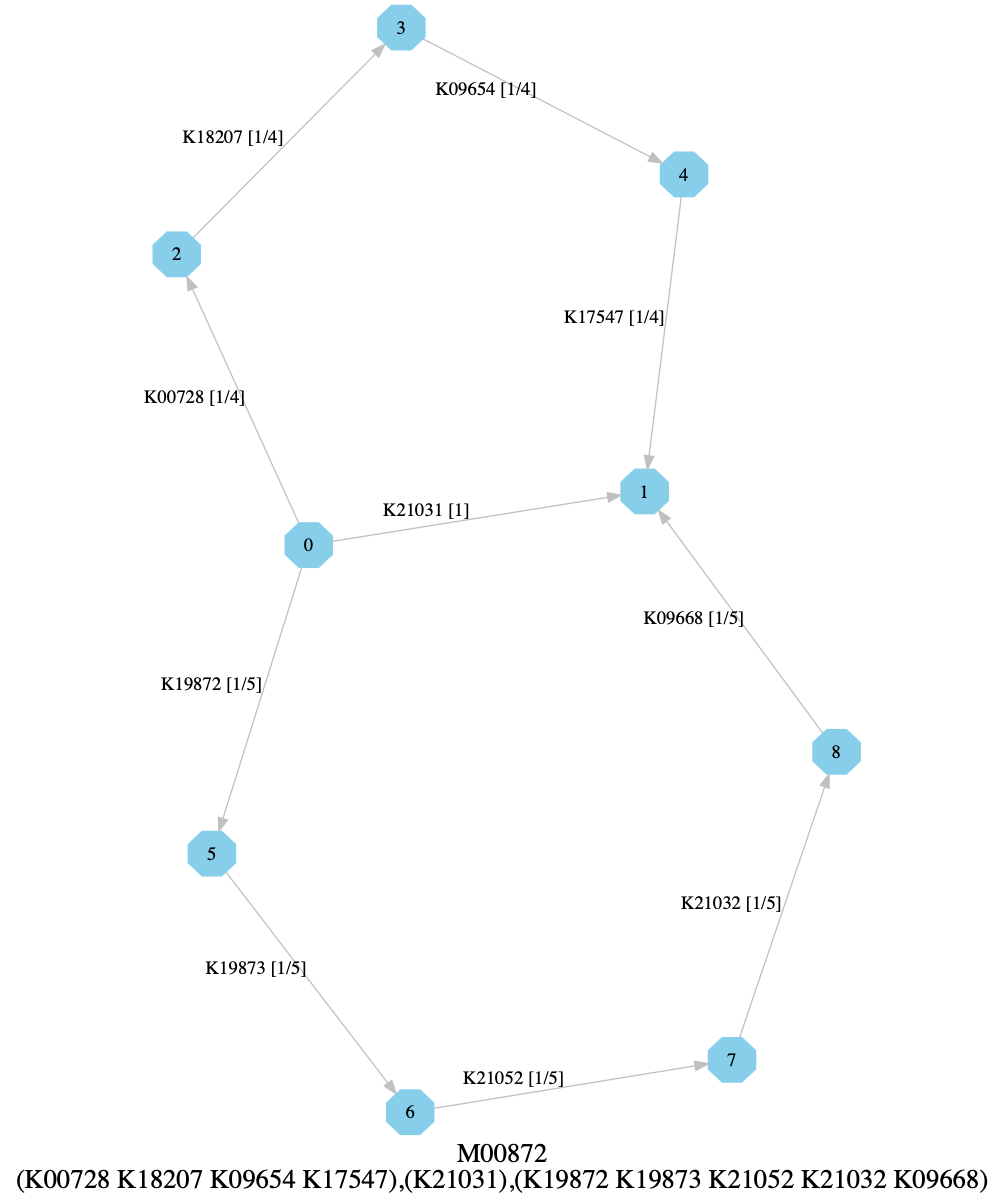 3
K09654 [1/4]
K18207 [1/4]
4
2
K17547 [1/4]
K00728 [1/4]
1
K21031 [1]
0
K09668 [1/5]
K19872 [1/5]
8
5
K21032 [1/5]
K19873 [1/5]
7
K21052 [1/5]
6
M00872
(K00728 K18207 K09654 K17547),(K21031),(K19872 K19873 K21052 K21032 K09668)